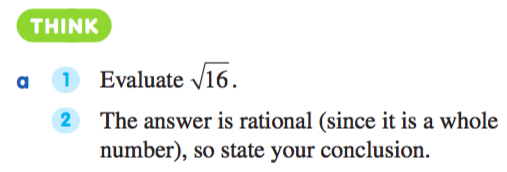 THINK
a 1 Evaluate √16.
2 The answer is rational (since it is a whole
number), so state your conclusion.